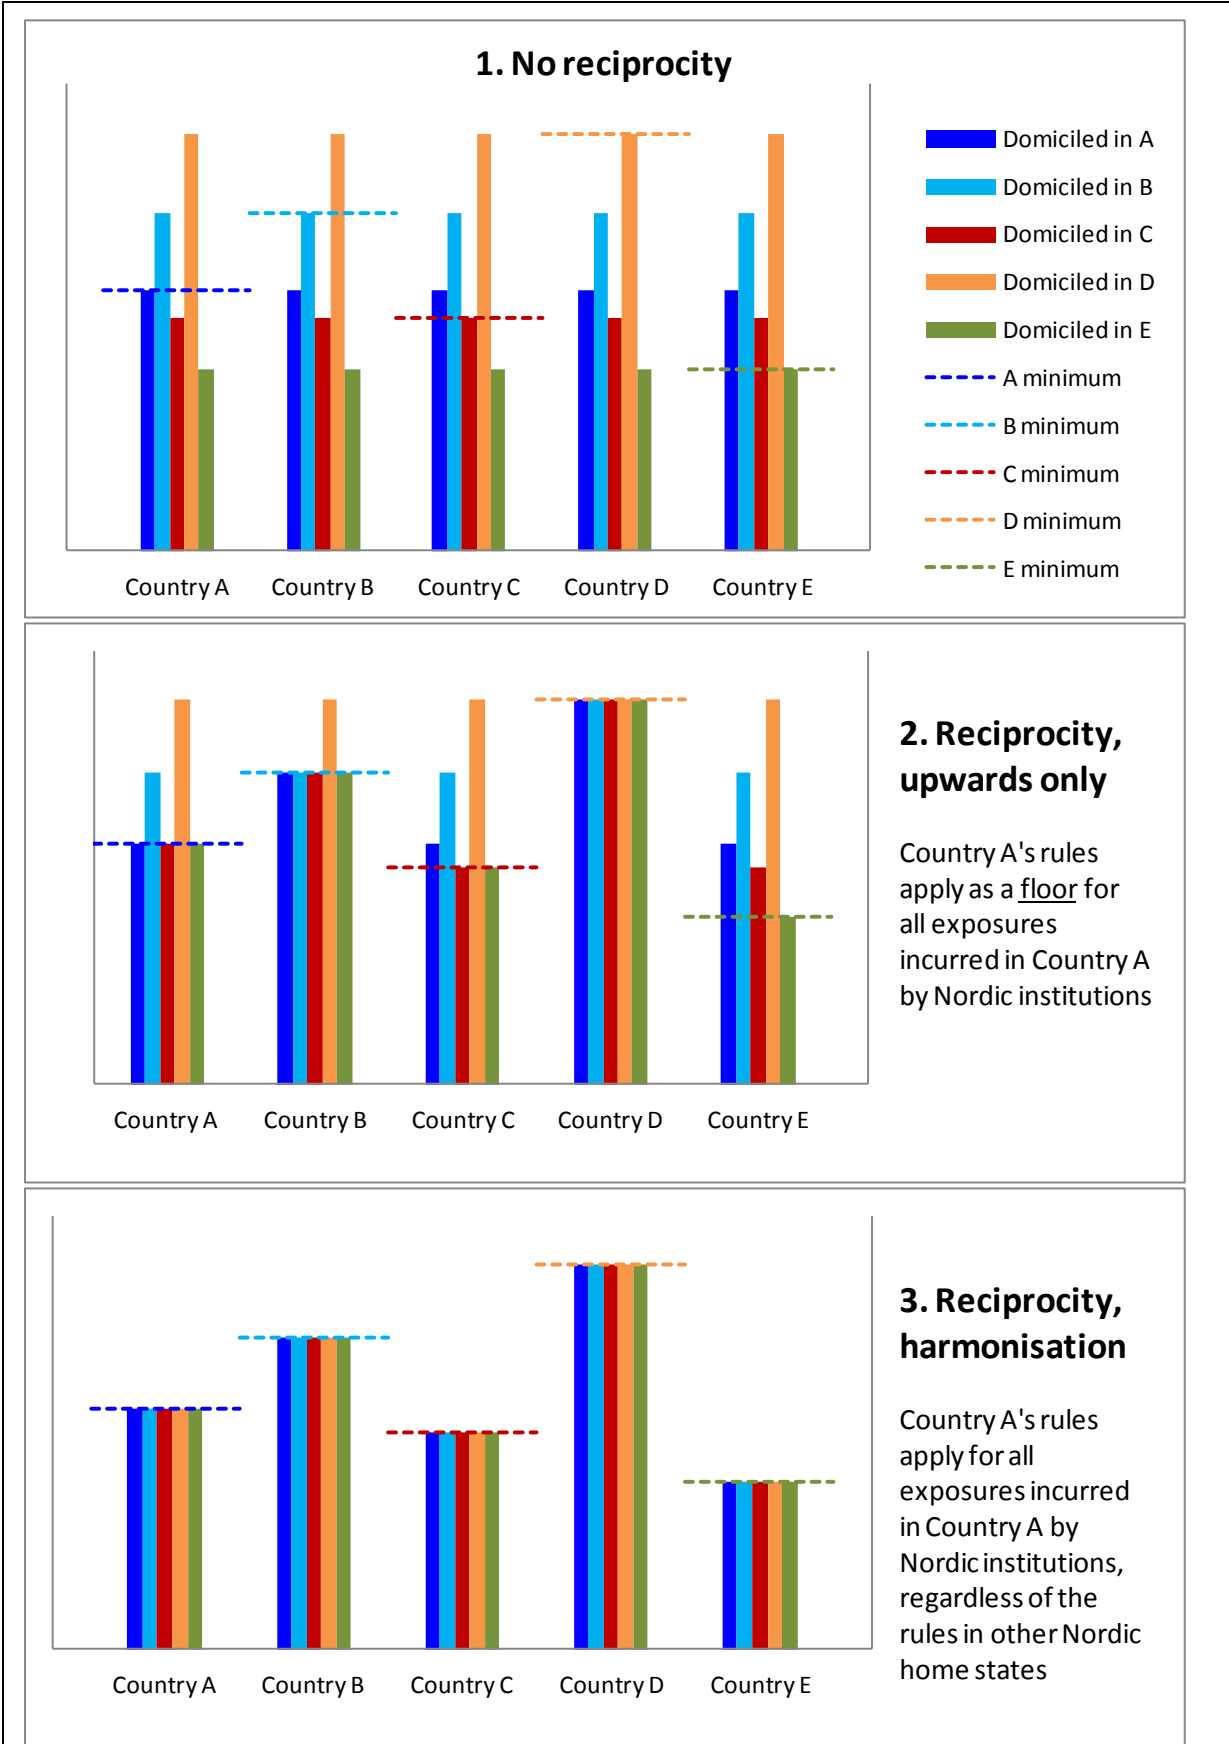 1. No reciprocity
Domiciled in A
Domiciled in B
Domiciled in C
Domiciled in D
Domiciled in E
A minimum
B minimum
C minimum
D minimum
E minimum
Country A
Country B
Country C
Country D
Country E
2. Reciprocity,
upwards only
Country A's rules
apply as a floor for
all exposures
incurred in Country A
by Nordic institutions
Country A
Country B
Country C
Country D
Country E
3. Reciprocity,
harmonisation
Country A's rules
apply for all
exposures incurred
in Country A by
Nordic institutions,
regardless of the
rules in other Nordic
home states
Country A
Country B
Country C
Country D
Country E